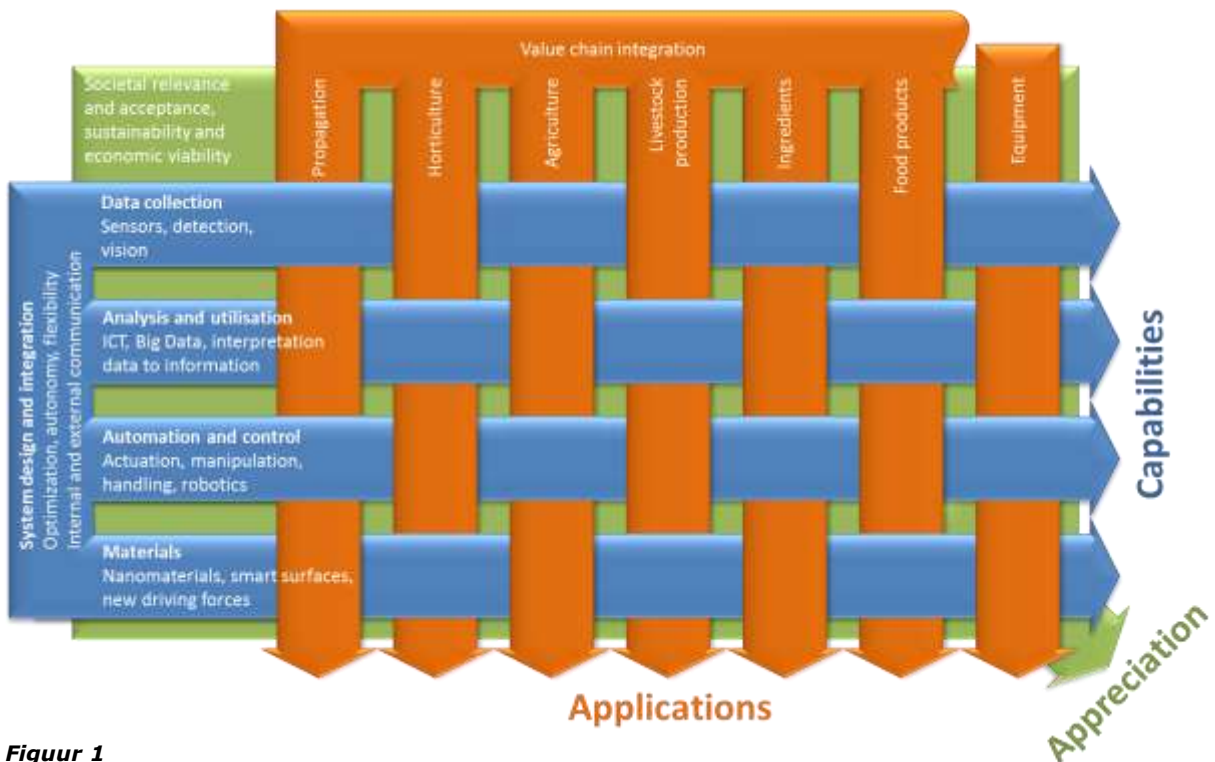 Value chain integration
Societal relevance
and acceptance,
sustainability and
economic viability
Propagation
Horticulture
Agriculture
Livestock
production
Ingredients
Food products
Equipment
System design and integration
Optimization, autonomy, flexibility
Internal and external communication
Data collection
Sensors, detection,
vision
Analysis and utilisation
ICT, Big Data, interpretation
data to information
Automation and control
Actuation, manipulation,
handling, robotics
Materials
Nanomaterials, smart surfaces,
new driving forces
Capabilities
Applications
Appreciation
Figuur 1